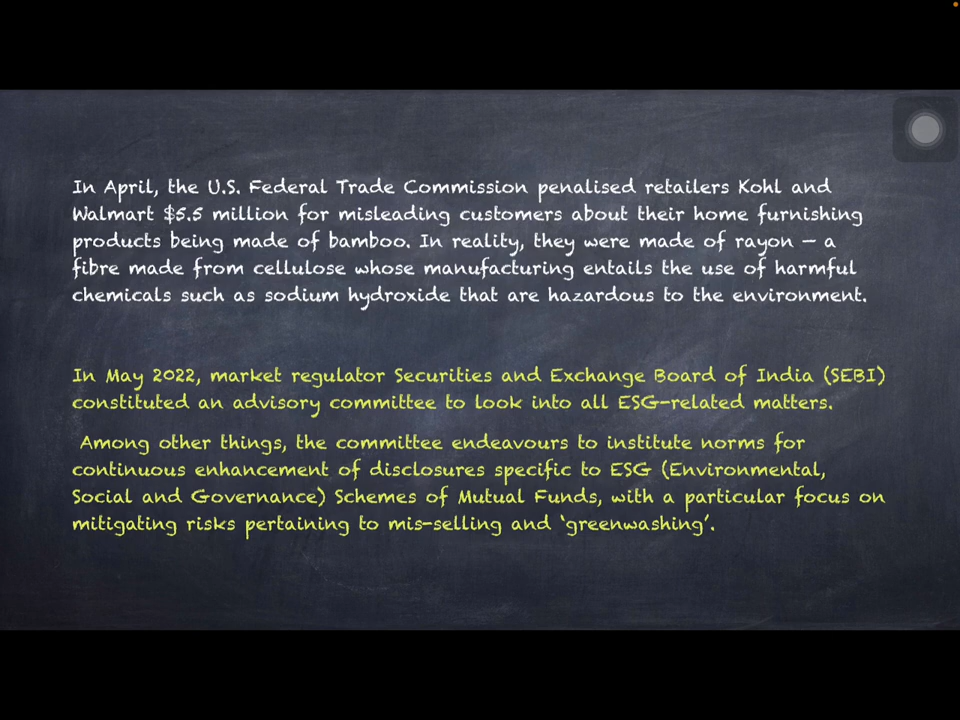 In April, the U.S. Federal Trade Commission penalised retailers Kohl and
Walmart $5.5 million for misleading customers about their home furnishing
products being made of bamboo. In reality, they were made of rayon — a
fibre made from cellulose whose manufacturing entails the use of harmful
chemicals such as sodium hydroxide that are hazardous to the environment.
In May 2022, market regulator Securities and Exchange Board of India (SEBI)
constituted an advisory committee to look into all ESG-related matters.
Among other things, the committee endeavours to institute norms for
continuous enhancement of disclosures specific to ESG (Environmental,
Social and Governance) Schemes of Mutual Funds, with a particular focus on
mitigating risks pertaining to mis-selling and ‘greenwashing’.